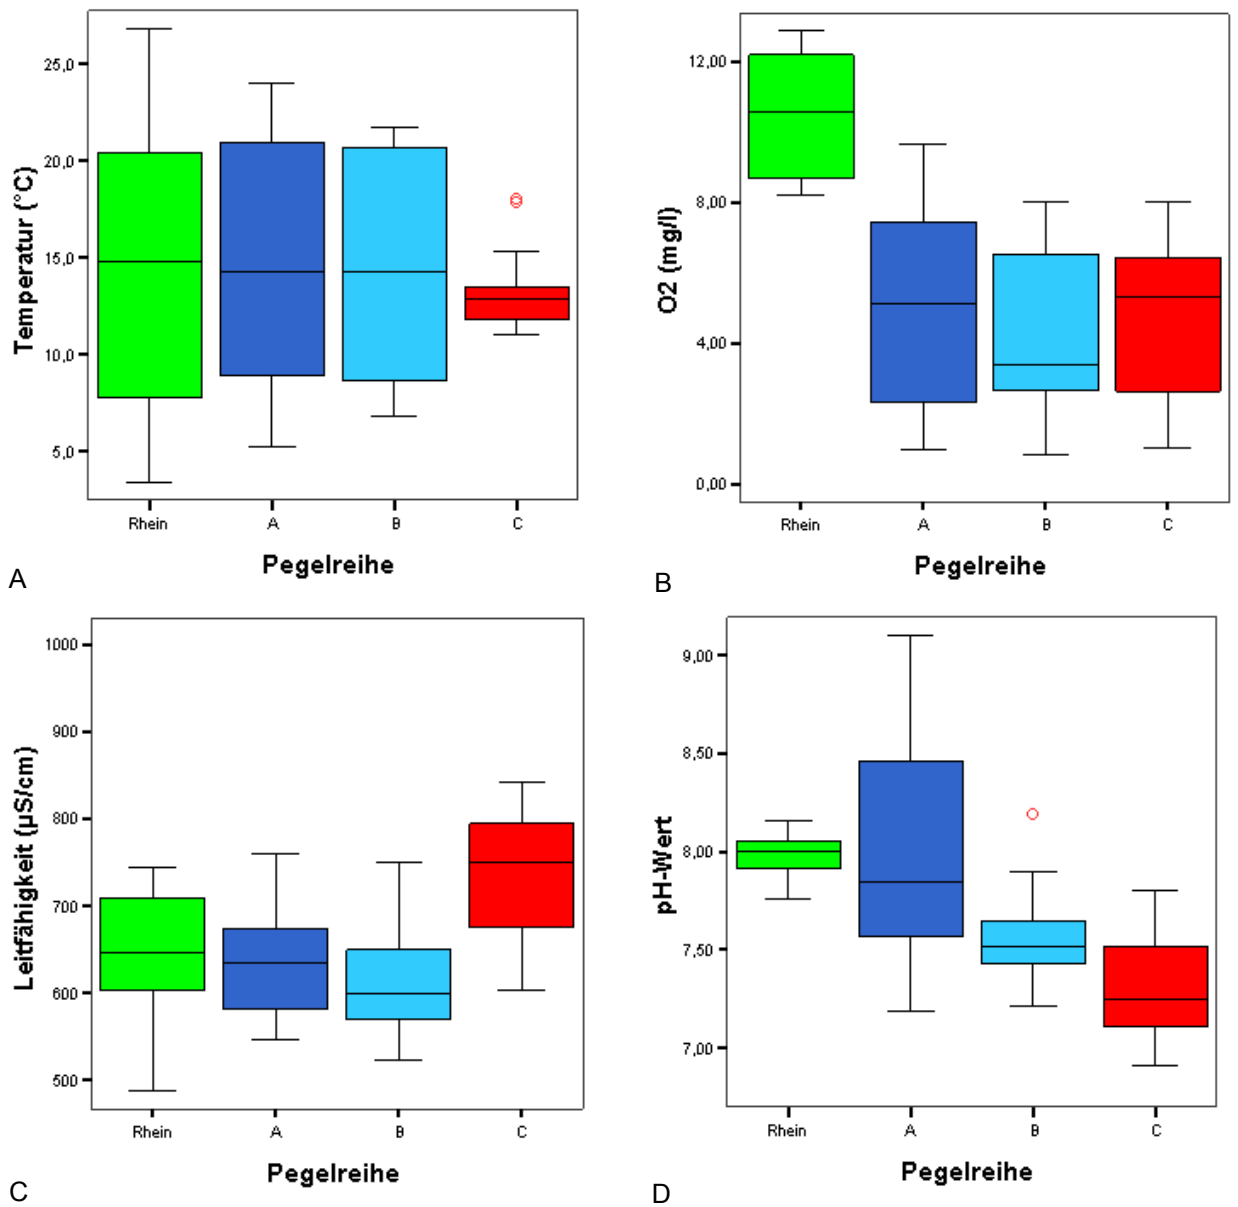 Temperatur (°C)
25,0
20,0
15,0
10,0
5,0
Rhein A B C
Pegelreihe
A
O2 (mg/l)
12,00
8,00
4,00
0,00
Rhein A B C
Pegelreihe
B
Leitfähigkeit (µS/cm)
1000
900
800
700
600
500
Rhein A B C
Pegelreihe
C
pH-Wert
9,00
8,50
8,00
7,50
7,00
Rhein A B C
Pegelreihe
D